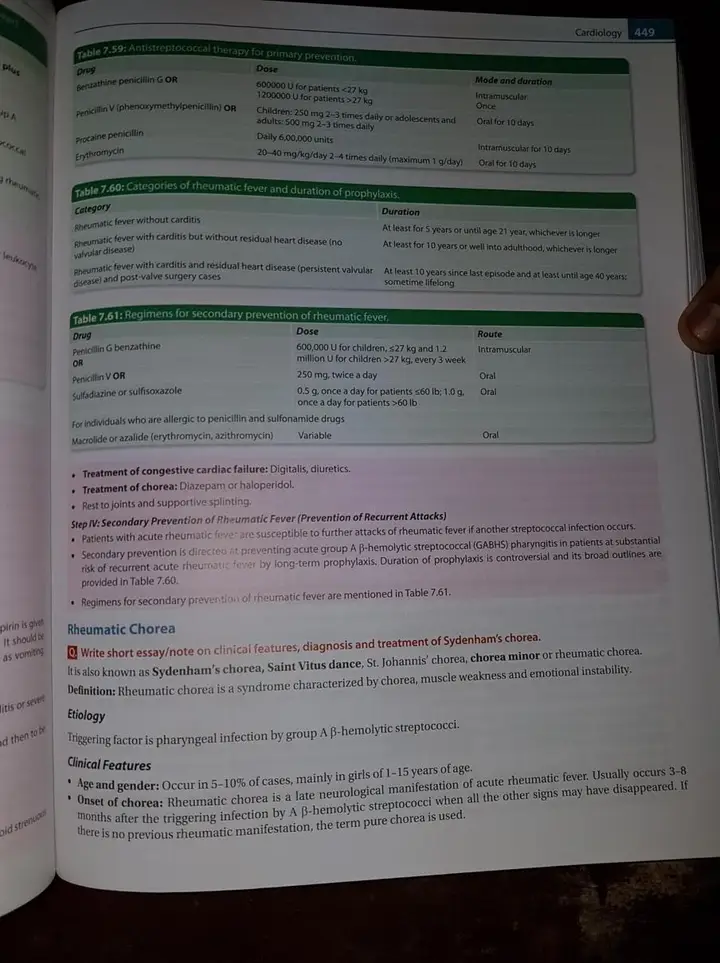 Cardiology 449
plus
up A
ococcal
g rheumatic
leukocyte
pirin is given
It should be
as vomiting
litis or severe
nd then to be
oid strenuous
Table 7.59: Antistreptococcal therapy for primary prevention.
Drug Dose Mode and duration
Benzathine penicillin G OR 600000 U for patients <27 kg Intramuscular
1200000 U for patients >27 kg Once
Penicillin V (phenoxymethylpenicillin) OR Children: 250 mg 2–3 times daily or adolescents and Oral for 10 days
adults: 500 mg 2–3 times daily
Procaine penicillin Daily 6,00,000 units Intramuscular for 10 days
Erythromycin 20–40 mg/kg/day 2–4 times daily (maximum 1 g/day) Oral for 10 days
Table 7.60: Categories of rheumatic fever and duration of prophylaxis.
Category Duration
Rheumatic fever without carditis At least for 5 years or until age 21 year, whichever is longer
Rheumatic fever with carditis but without residual heart disease (no At least for 10 years or well into adulthood, whichever is longer
valvular disease)
Rheumatic fever with carditis and residual heart disease (persistent valvular At least 10 years since last episode and at least until age 40 years;
disease) and post-valve surgery cases sometime lifelong
Table 7.61: Regimens for secondary prevention of rheumatic fever.
Drug Dose Route
Penicillin G benzathine 600,000 U for children, ≤27 kg and 1.2 Intramuscular
OR million U for children >27 kg, every 3 week
Penicillin V OR 250 mg, twice a day Oral
Sulfadiazine or sulfisoxazole 0.5 g, once a day for patients ≤60 lb; 1.0 g, Oral
once a day for patients >60 lb
For individuals who are allergic to penicillin and sulfonamide drugs
Macrolide or azalide (erythromycin, azithromycin) Variable Oral
• Treatment of congestive cardiac failure: Digitalis, diuretics.
• Treatment of chorea: Diazepam or haloperidol.
• Rest to joints and supportive splinting.
Step IV: Secondary Prevention of Rheumatic Fever (Prevention of Recurrent Attacks)
• Patients with acute rheumatic fever are susceptible to further attacks of rheumatic fever if another streptococcal infection occurs.
• Secondary prevention is directed at preventing acute group A β-hemolytic streptococcal (GABHS) pharyngitis in patients at substantial
risk of recurrent acute rheumatic fever by long-term prophylaxis. Duration of prophylaxis is controversial and its broad outlines are
provided in Table 7.60.
• Regimens for secondary prevention of rheumatic fever are mentioned in Table 7.61.
Rheumatic Chorea
Q. Write short essay/note on clinical features, diagnosis and treatment of Sydenham's chorea.
It is also known as Sydenham's chorea, Saint Vitus dance, St. Johannis' chorea, chorea minor or rheumatic chorea.
Definition: Rheumatic chorea is a syndrome characterized by chorea, muscle weakness and emotional instability.
Etiology
Triggering factor is pharyngeal infection by group A β-hemolytic streptococci.
Clinical Features
• Age and gender: Occur in 5–10% of cases, mainly in girls of 1–15 years of age.
• Onset of chorea: Rheumatic chorea is a late neurological manifestation of acute rheumatic fever. Usually occurs 3–8
months after the triggering infection by A β-hemolytic streptococci when all the other signs may have disappeared. If
there is no previous rheumatic manifestation, the term pure chorea is used.